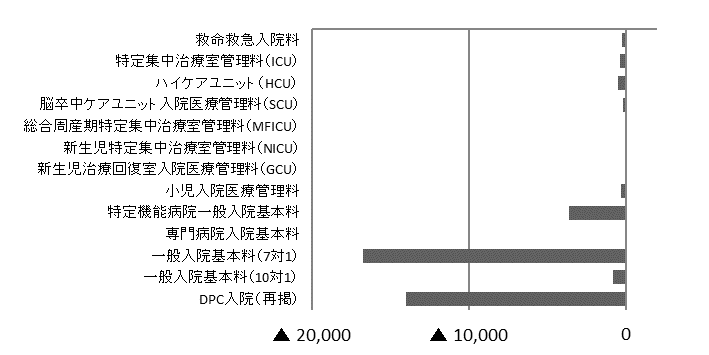 救命救急入院料
特定集中治療室管理料(ICU)
ハイケアユニット(HCU)
脳卒中ケアユニット入院医療管理料(SCU)
総合周産期特定集中治療室管理料(MFICU)
新生児特定集中治療室管理料(NICU)
新生児治療回復室入院医療管理料(GCU)
小児入院医療管理料
特定機能病院一般入院基本料
専門病院入院基本料
一般入院基本料(7対1)
一般入院基本料(10対1)
DPC入院(再掲)
▲ 20,000 ▲ 10,000 0